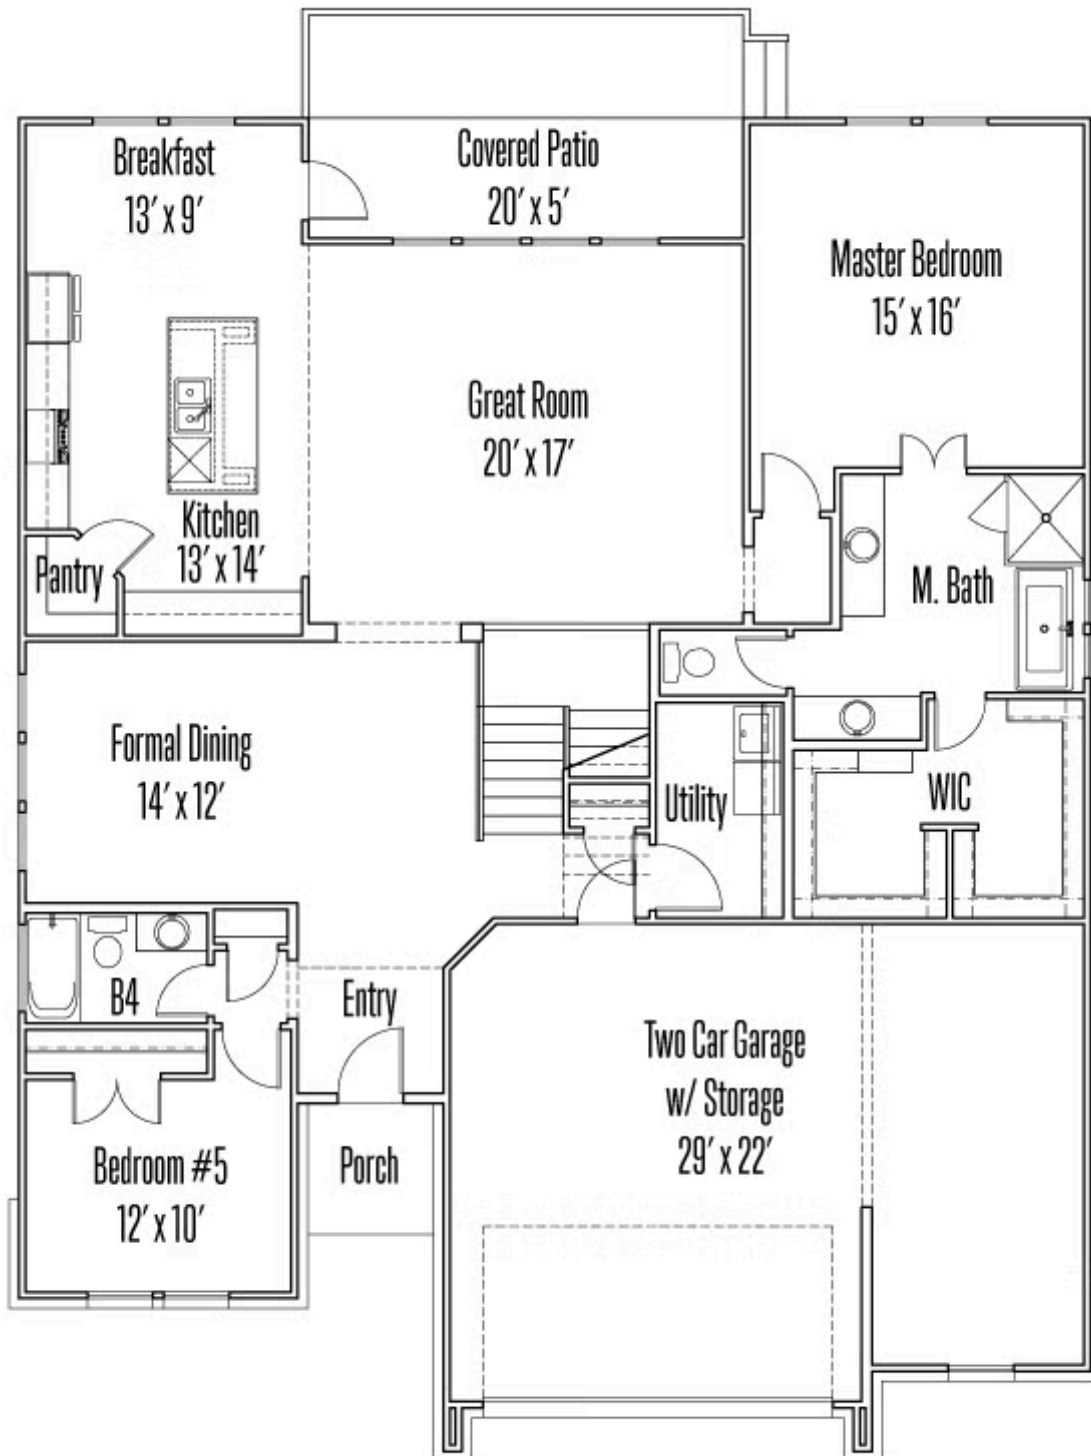 Breakfast
13' x 9'
Covered Patio
20' x 5'
Master Bedroom
15' x 16'
Great Room
20' x 17'
Kitchen
13' x 14'
Pantry
M. Bath
Formal Dining
14' x 12'
Utility
WIC
B4
Entry
Two Car Garage
w/ Storage
29' x 22'
Bedroom #5
12' x 10'
Porch